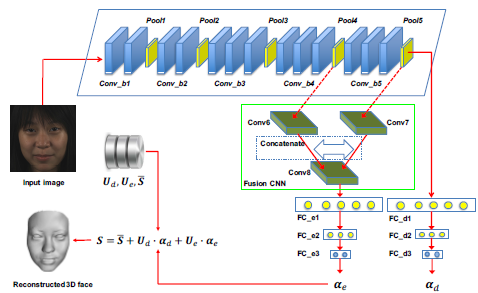 Pool1 Pool2 Pool3 Pool4 Pool5
Conv_b1 Conv_b2 Conv_b3 Conv_b4 Conv_b5
Conv6 Conv7
Concatenate
Conv8
Fusion CNN
Input image
U_d, U_e, S̅
FC_e1 FC_d1
FC_e2 FC_d2
FC_e3 FC_d3
S = S̅ + U_d · α_d + U_e · α_e
Reconstructed 3D face
α_e α_d